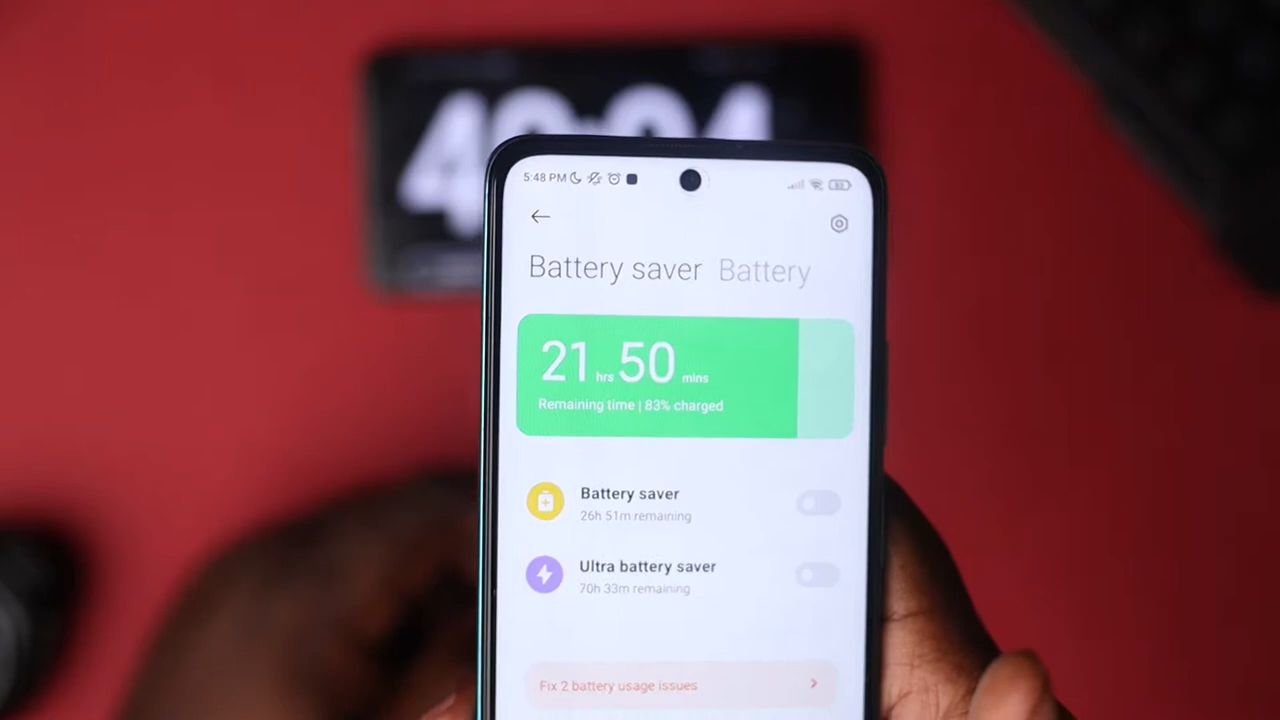 5:48 PM
83
Battery saver Battery
21 hrs 50 mins
Remaining time | 83% charged
Battery saver
26h 51m remaining
Ultra battery saver
70h 33m remaining
Fix 2 battery usage issues